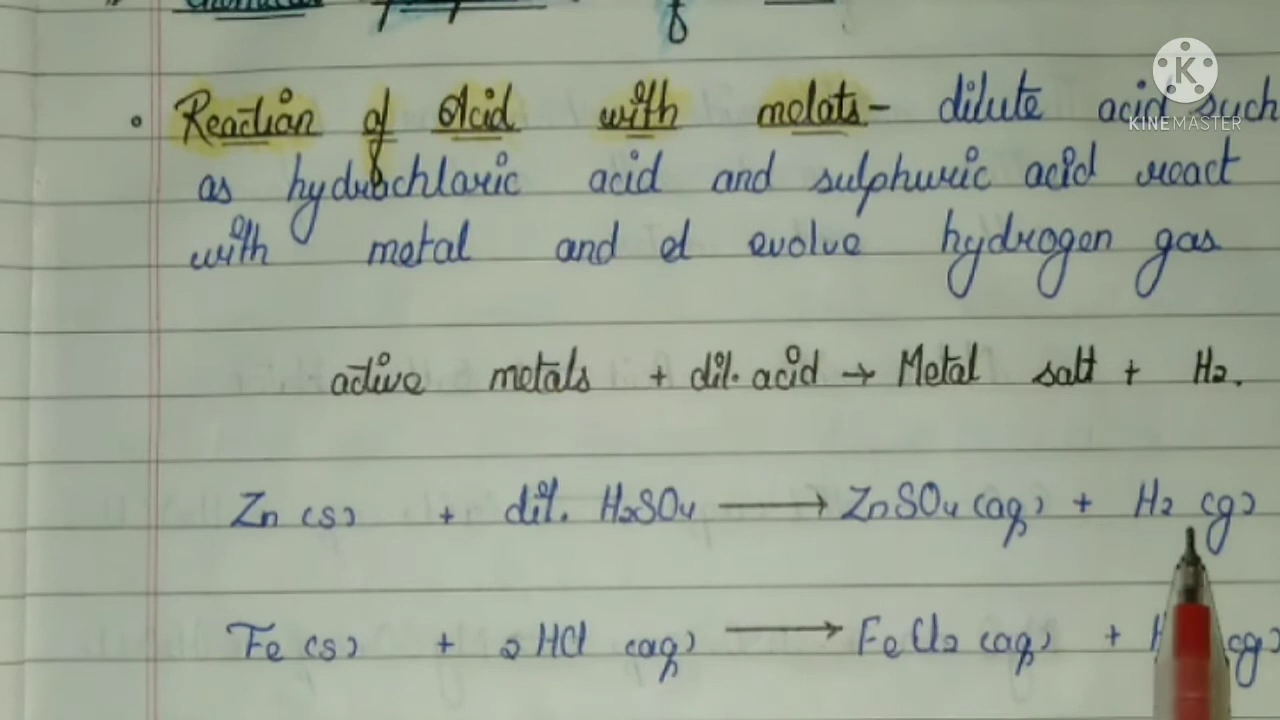 KINEMASTER
• Reaction of Acid with metals - dilute acid such
as hydrochloric acid and sulphuric acid react
with metal and el evolve hydrogen gas
active metals + dil. acid → Metal salt + H2.
Zn (s) + dil. H2SO4 → ZnSO4 (aq) + H2 (g)
Fe (s) + 2 HCl (aq) → FeCl2 (aq) + H (g)